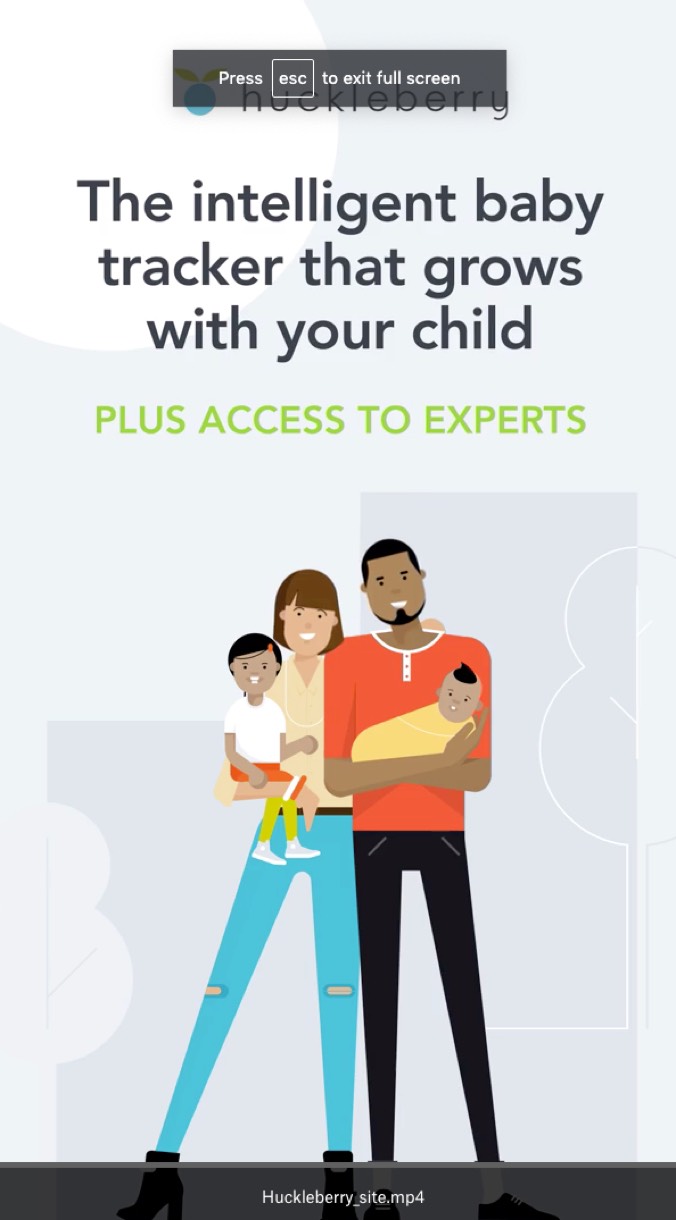 Press esc to exit full screen
huckleberry
The intelligent baby
tracker that grows
with your child
PLUS ACCESS TO EXPERTS
Huckleberry_site.mp4